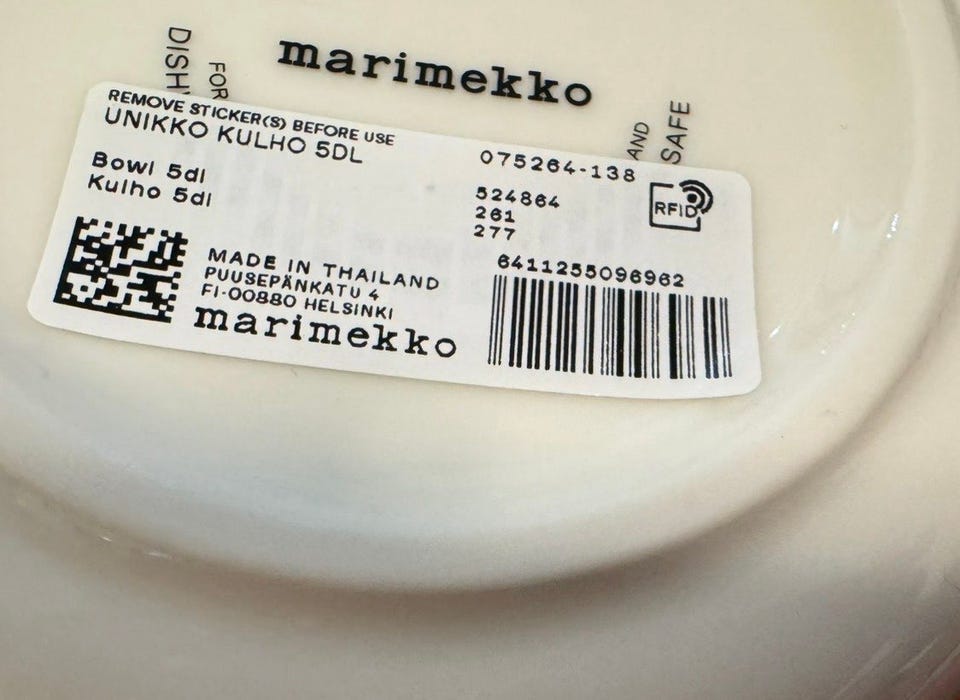 marimekko
DISH
FOR
AND
SAFE
REMOVE STICKER(S) BEFORE USE
UNIKKO KULHO 5DL
Bowl 5dl
Kulho 5dl
075264-138
524864
261
277
RFID
6411255096962
MADE IN THAILAND
PUUSEPÄNKATU 4
FI-00880 HELSINKI
marimekko